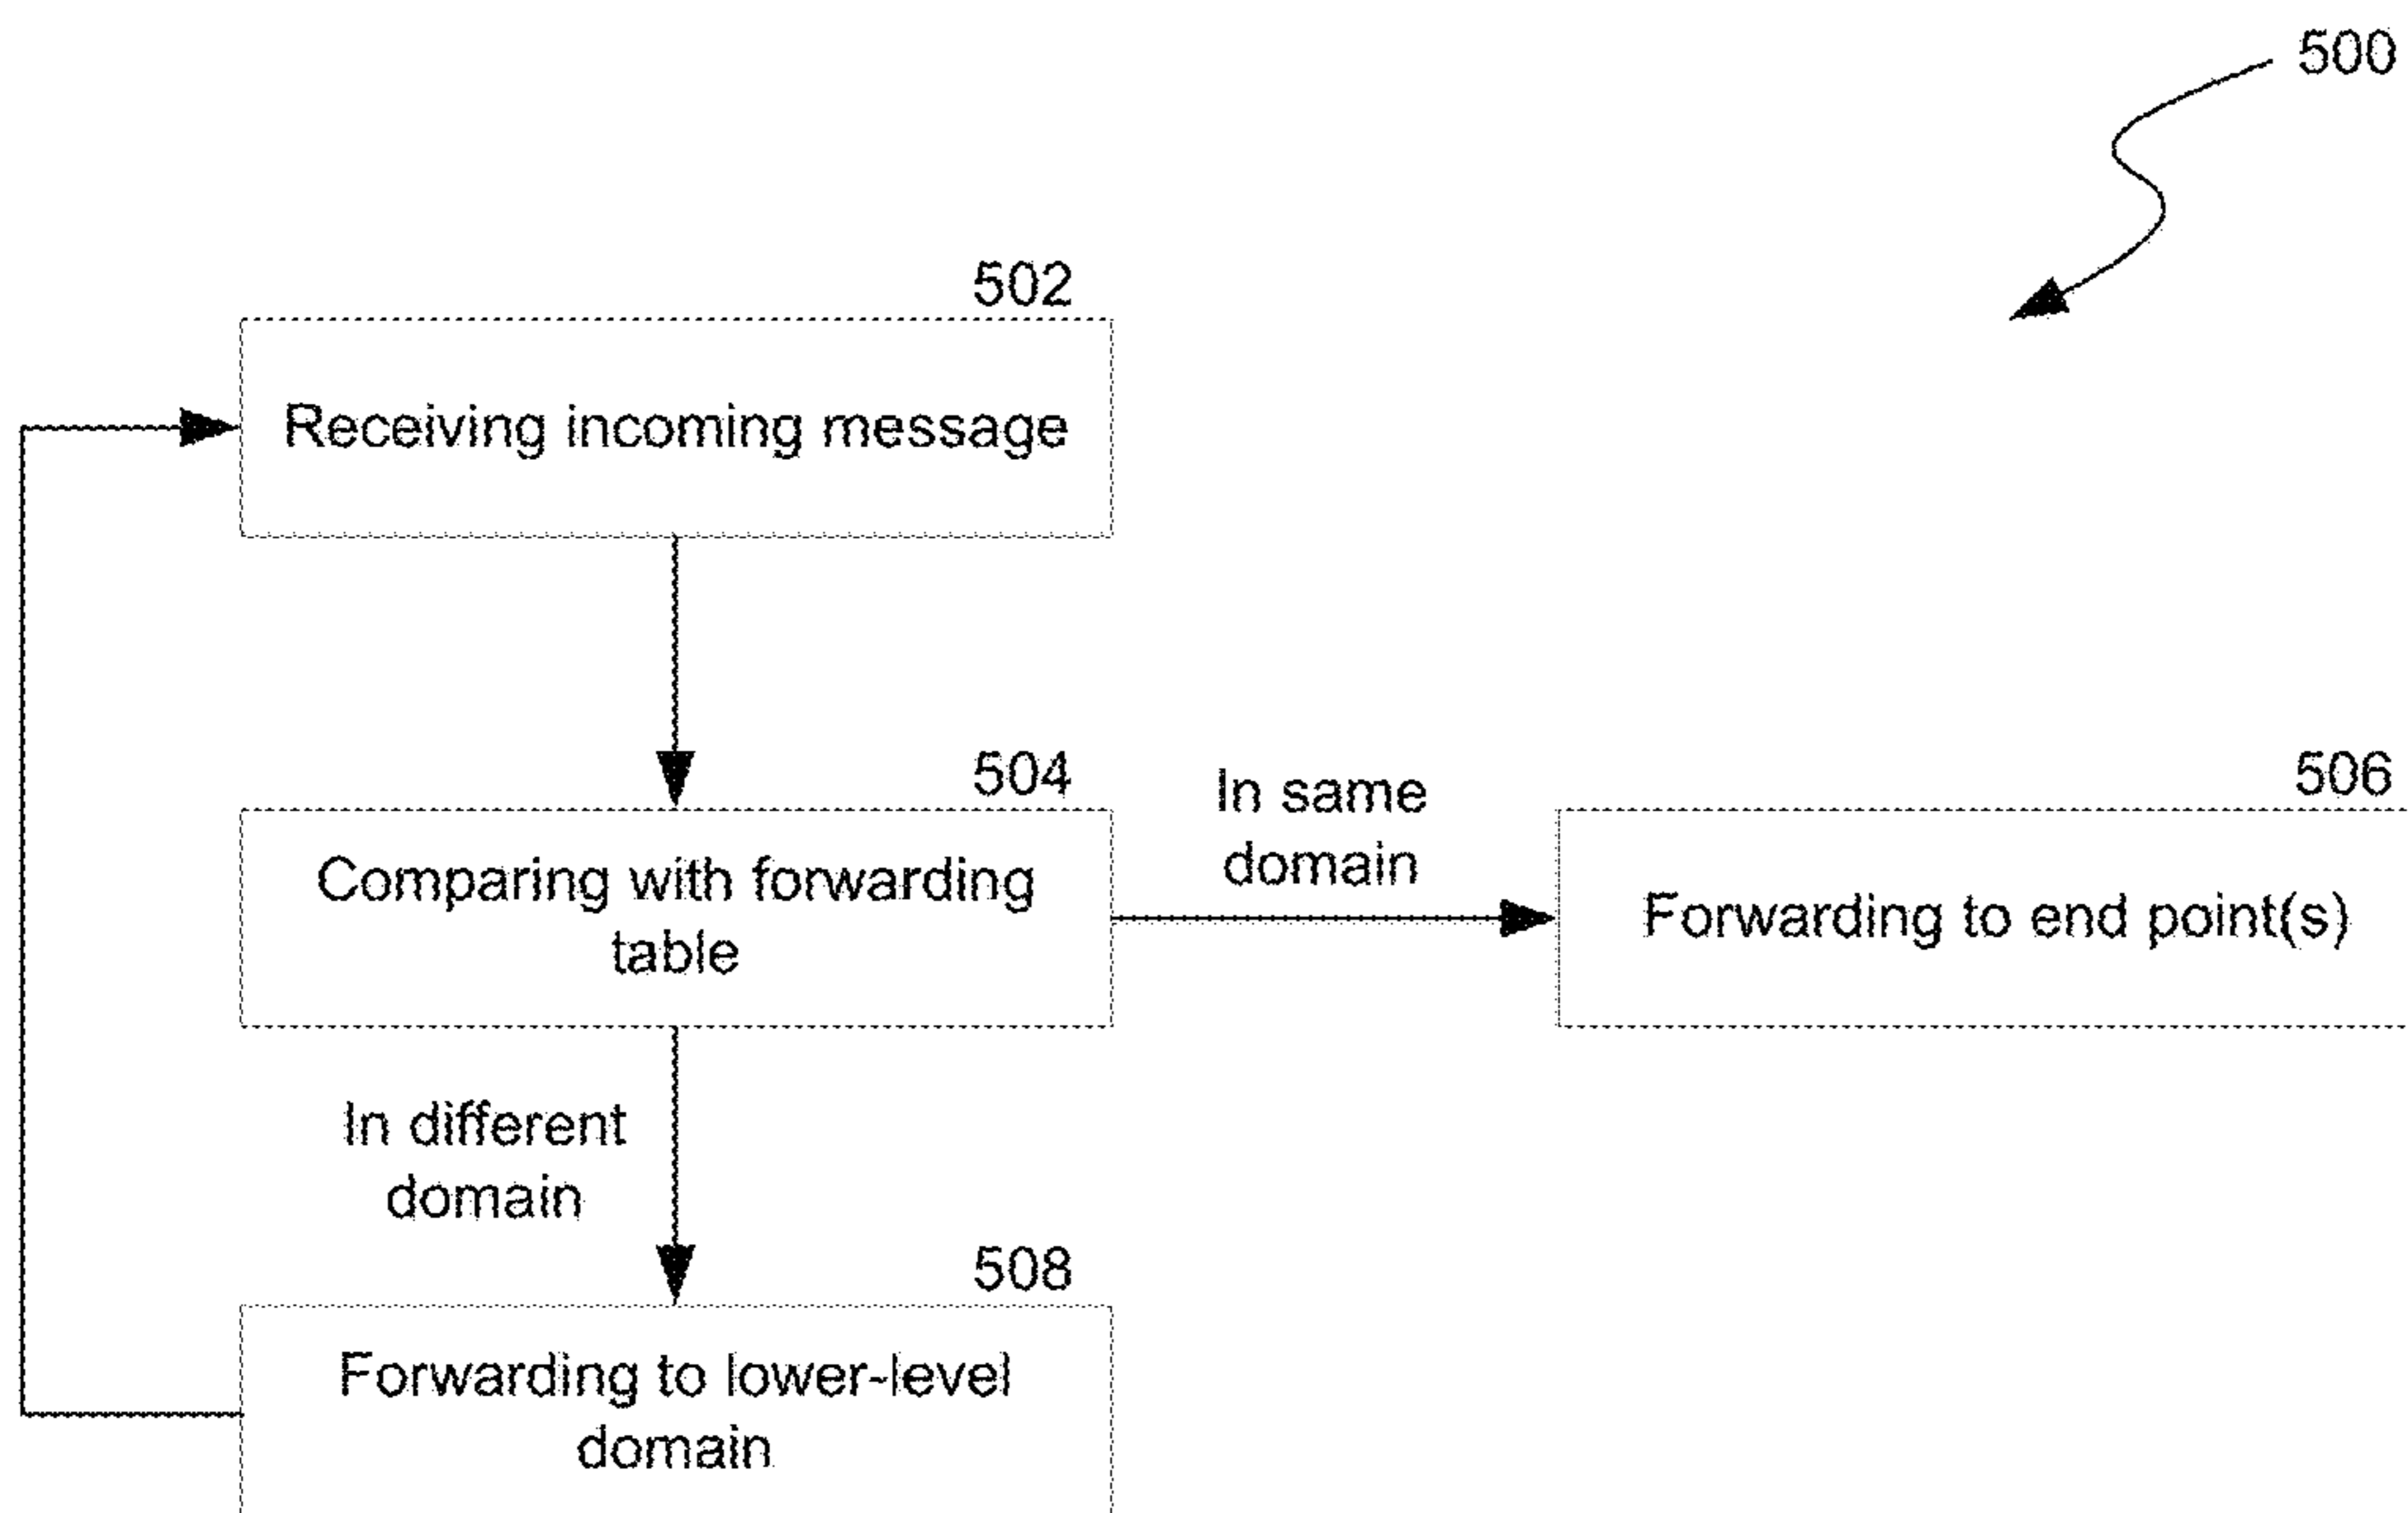 500
502
Receiving incoming message
504
Comparing with forwarding
table
In same
domain
506
Forwarding to end point(s)
In different
domain
508
Forwarding to lower-level
domain